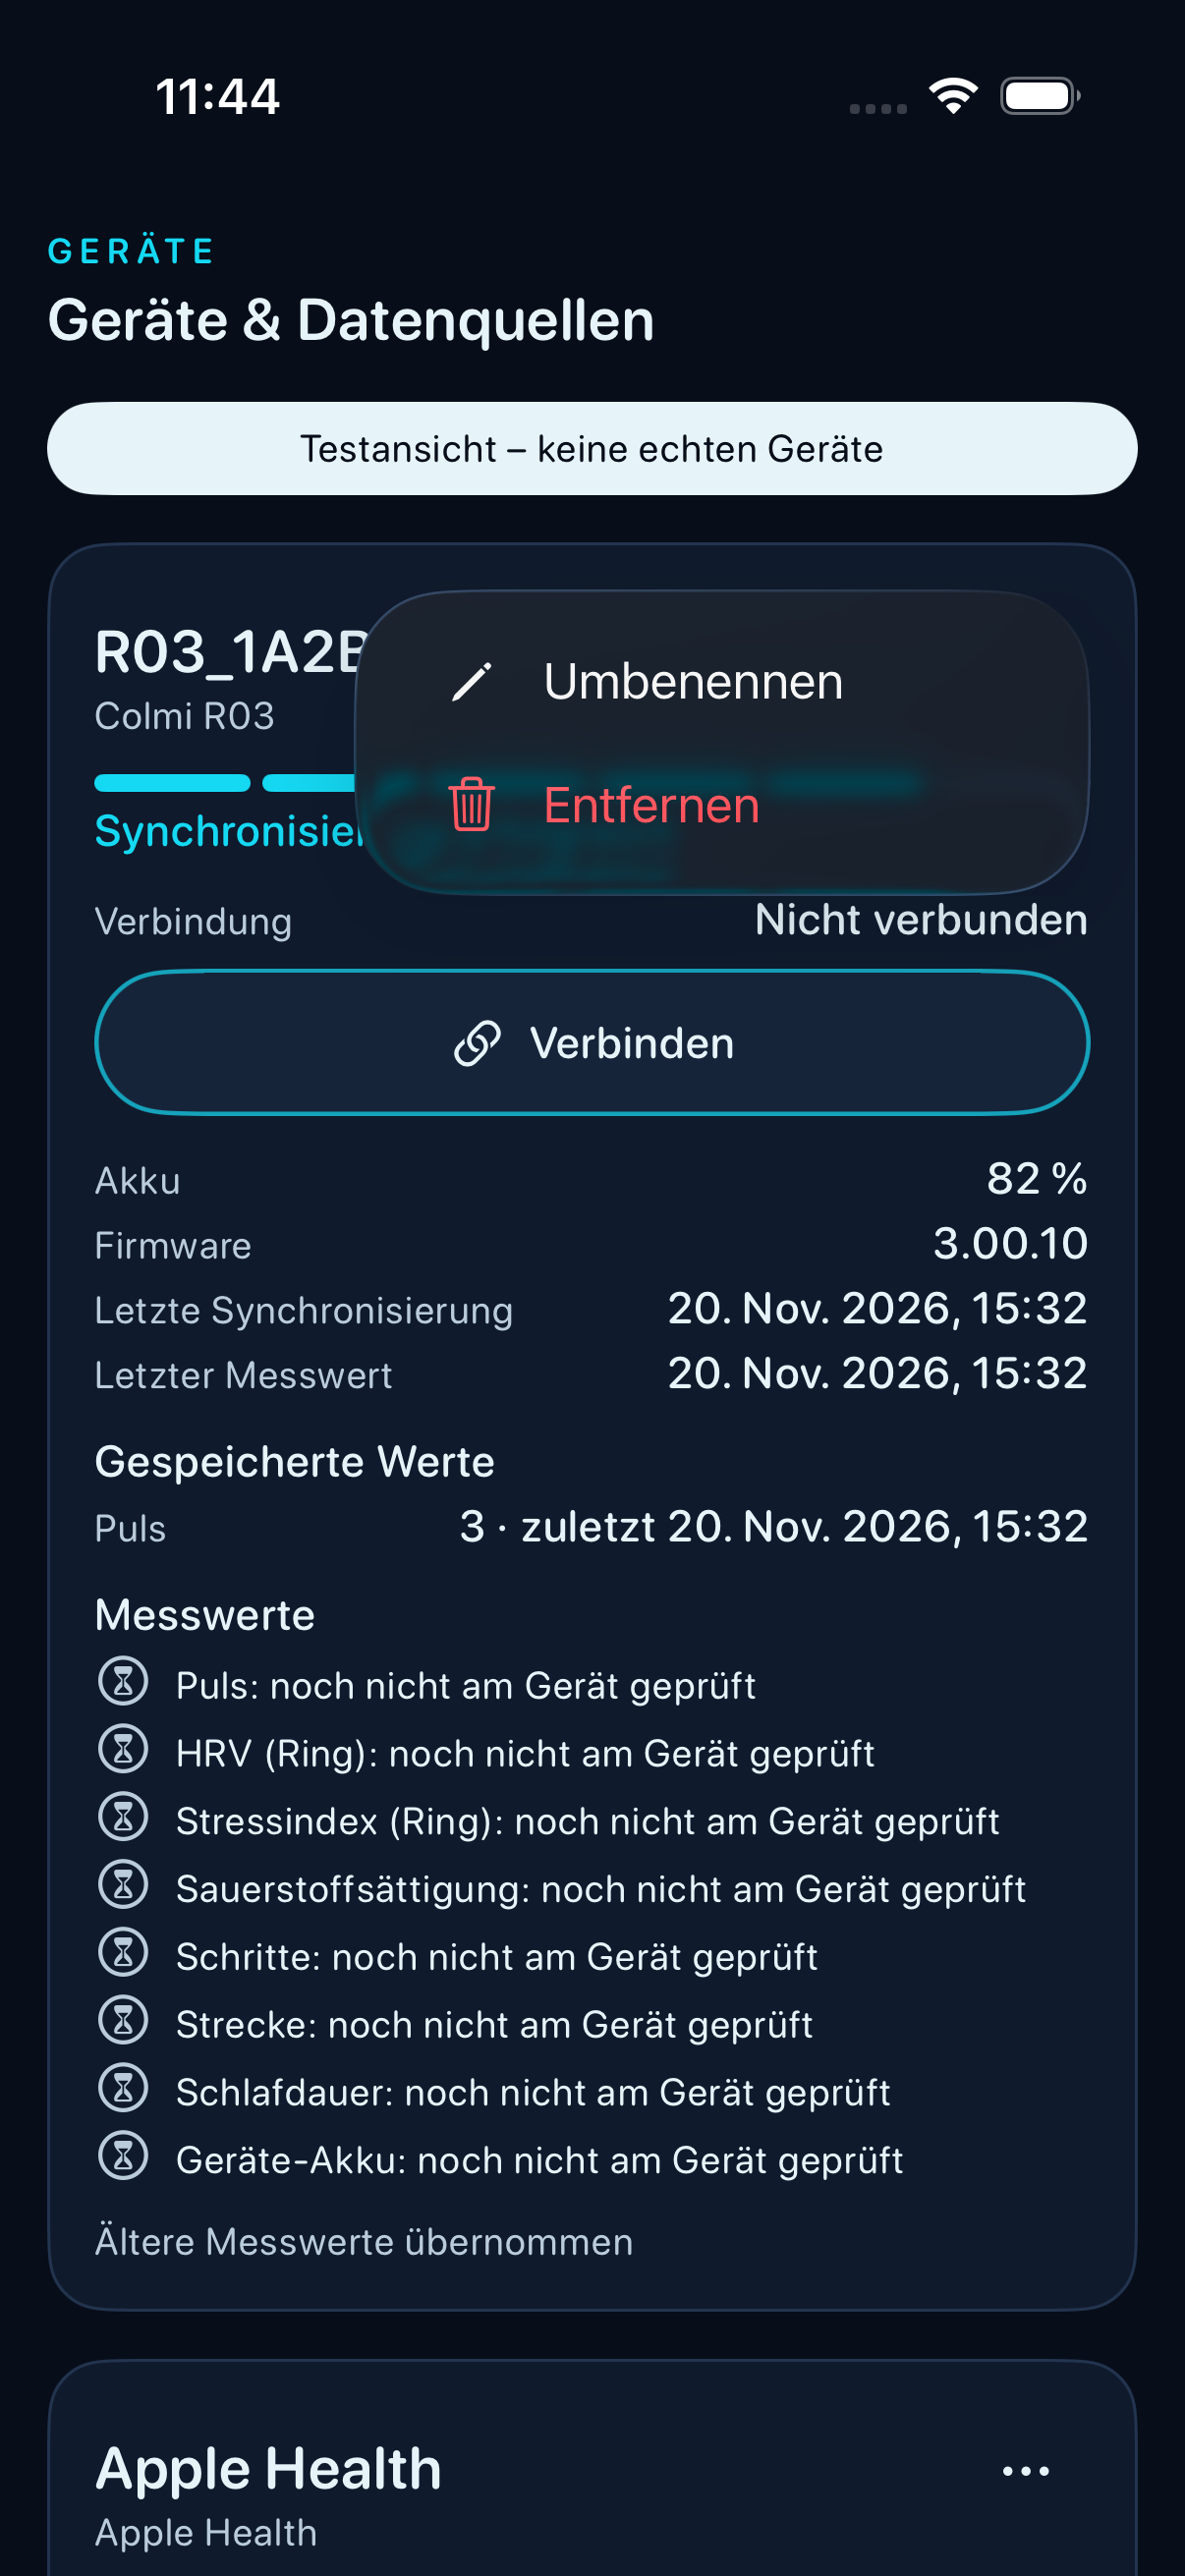 11:44
GERÄTE
Geräte & Datenquellen
Testansicht – keine echten Geräte
R03_1A2B
Colmi R03
Umbenennen
Entfernen
Verbindung Nicht verbunden
Verbinden
Akku 82 %
Firmware 3.00.10
Letzte Synchronisierung 20. Nov. 2026, 15:32
Letzter Messwert 20. Nov. 2026, 15:32
Gespeicherte Werte
Puls 3 · zuletzt 20. Nov. 2026, 15:32
Messwerte
Puls: noch nicht am Gerät geprüft
HRV (Ring): noch nicht am Gerät geprüft
Stressindex (Ring): noch nicht am Gerät geprüft
Sauerstoffsättigung: noch nicht am Gerät geprüft
Schritte: noch nicht am Gerät geprüft
Strecke: noch nicht am Gerät geprüft
Schlafdauer: noch nicht am Gerät geprüft
Geräte-Akku: noch nicht am Gerät geprüft
Ältere Messwerte übernommen
Apple Health
Apple Health